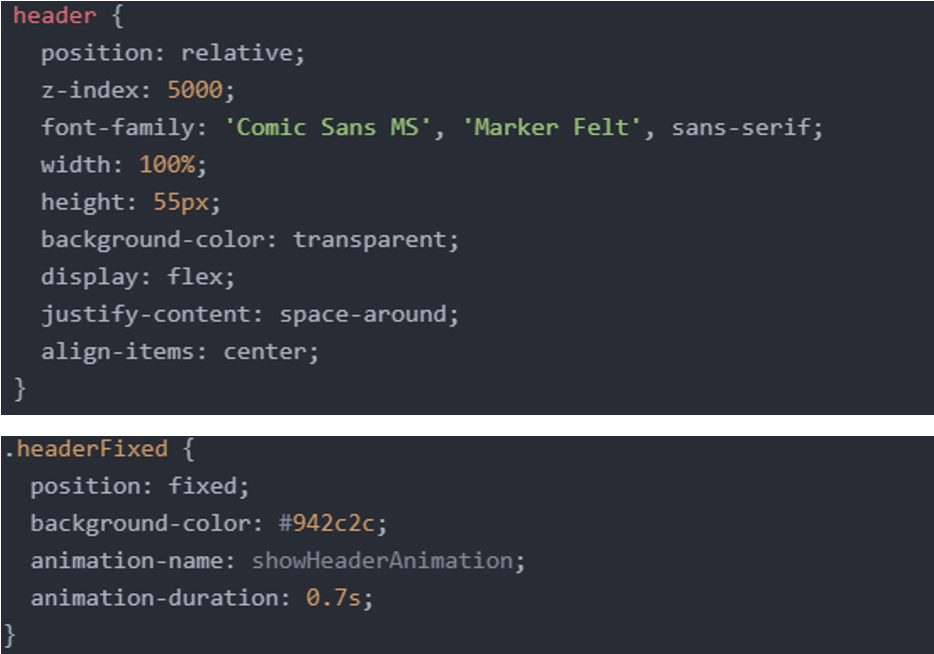 header {
  position: relative;
  z-index: 5000;
  font-family: 'Comic Sans MS', 'Marker Felt', sans-serif;
  width: 100%;
  height: 55px;
  background-color: transparent;
  display: flex;
  justify-content: space-around;
  align-items: center;
}
.headerFixed {
  position: fixed;
  background-color: #942c2c;
  animation-name: showHeaderAnimation;
  animation-duration: 0.7s;
}